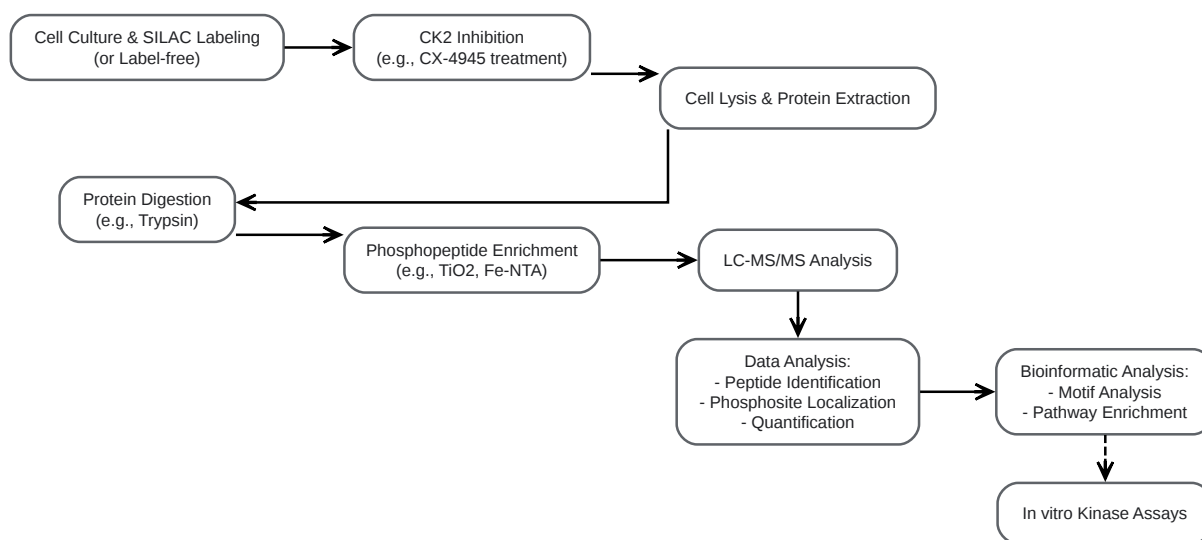 Cell Culture & SILAC Labeling
(or Label-free)
CK2 Inhibition
(e.g., CX-4945 treatment)
Cell Lysis & Protein Extraction
Protein Digestion
(e.g., Trypsin)
Phosphopeptide Enrichment
(e.g., TiO2, Fe-NTA)
LC-MS/MS Analysis
Data Analysis:
- Peptide Identification
- Phosphosite Localization
- Quantification
Bioinformatic Analysis:
- Motif Analysis
- Pathway Enrichment
In vitro Kinase Assays